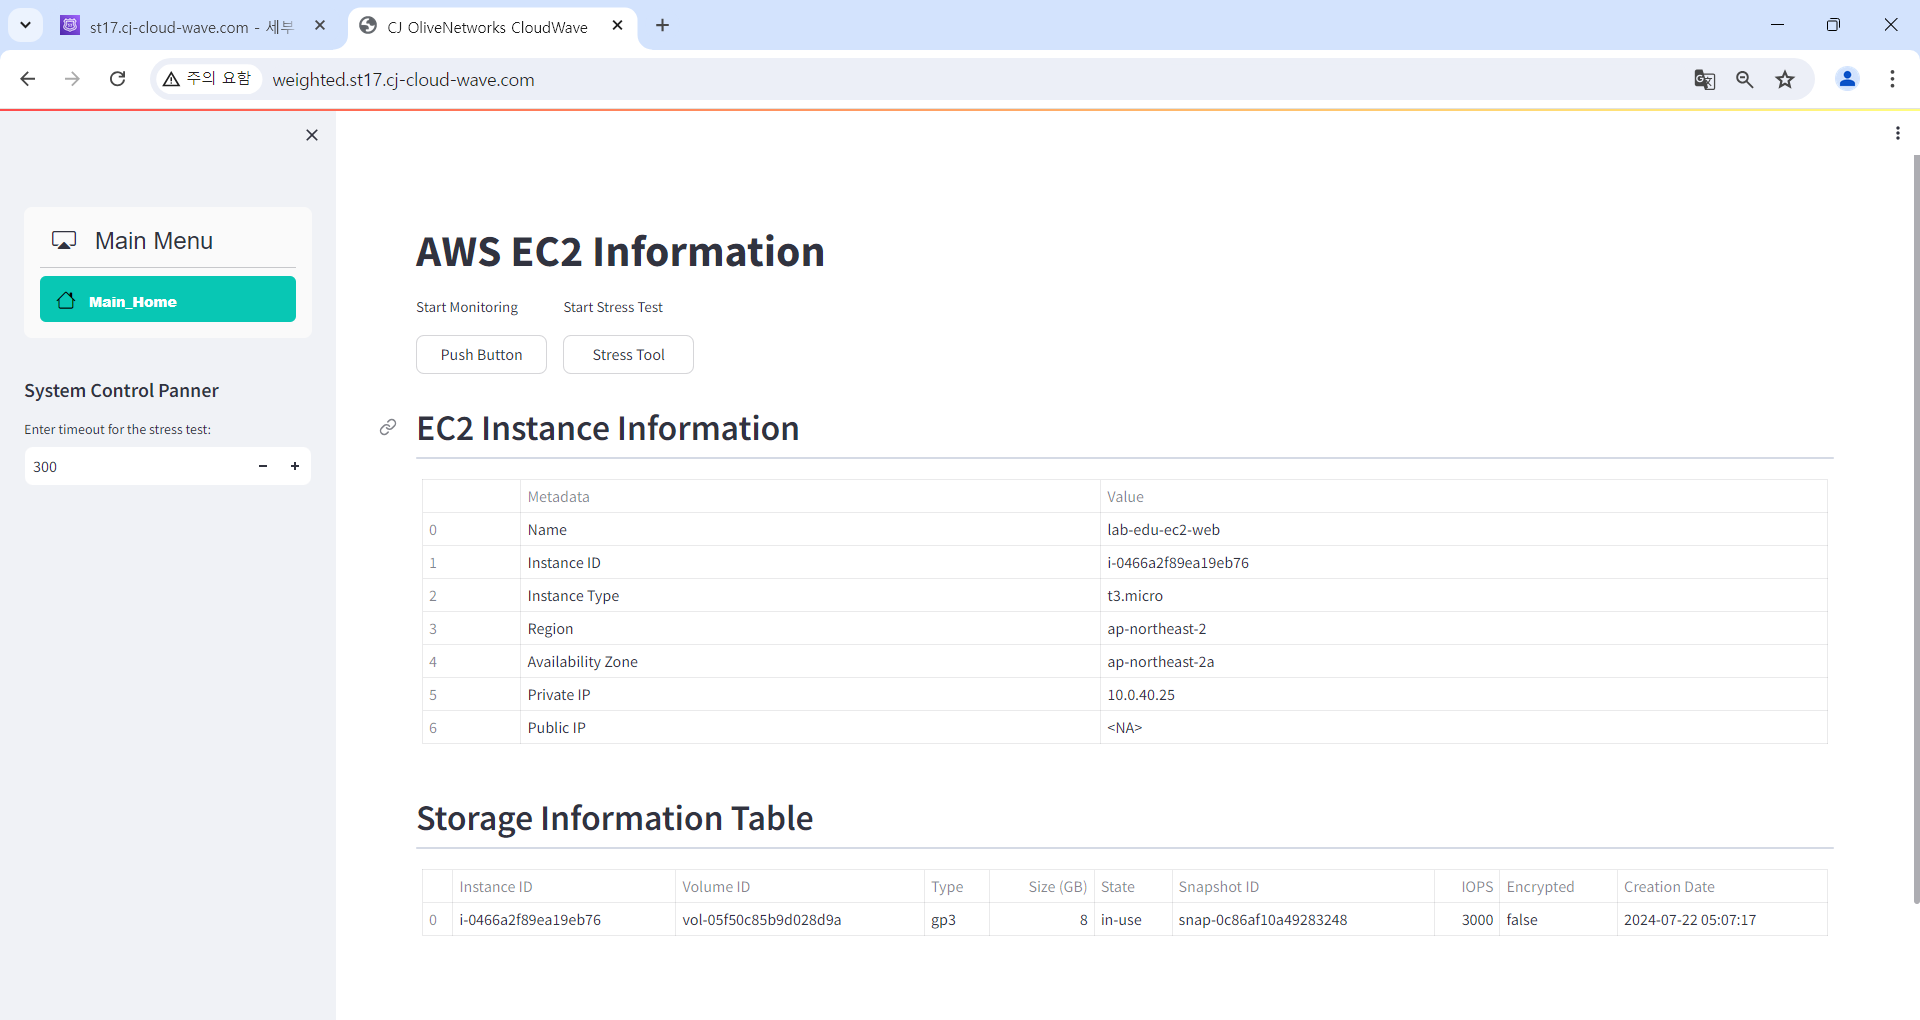 st17.cj-cloud-wave.com - 세부
CJ OliveNetworks CloudWave
주의 요함
weighted.st17.cj-cloud-wave.com
Main Menu
Main_Home
System Control Panner
Enter timeout for the stress test:
300
AWS EC2 Information
Start Monitoring Start Stress Test
Push Button Stress Tool
EC2 Instance Information
Metadata Value
0 Name lab-edu-ec2-web
1 Instance ID i-0466a2f89ea19eb76
2 Instance Type t3.micro
3 Region ap-northeast-2
4 Availability Zone ap-northeast-2a
5 Private IP 10.0.40.25
6 Public IP <NA>
Storage Information Table
Instance ID Volume ID Type Size (GB) State Snapshot ID IOPS Encrypted Creation Date
0 i-0466a2f89ea19eb76 vol-05f50c85b9d028d9a gp3 8 in-use snap-0c86af10a49283248 3000 false 2024-07-22 05:07:17